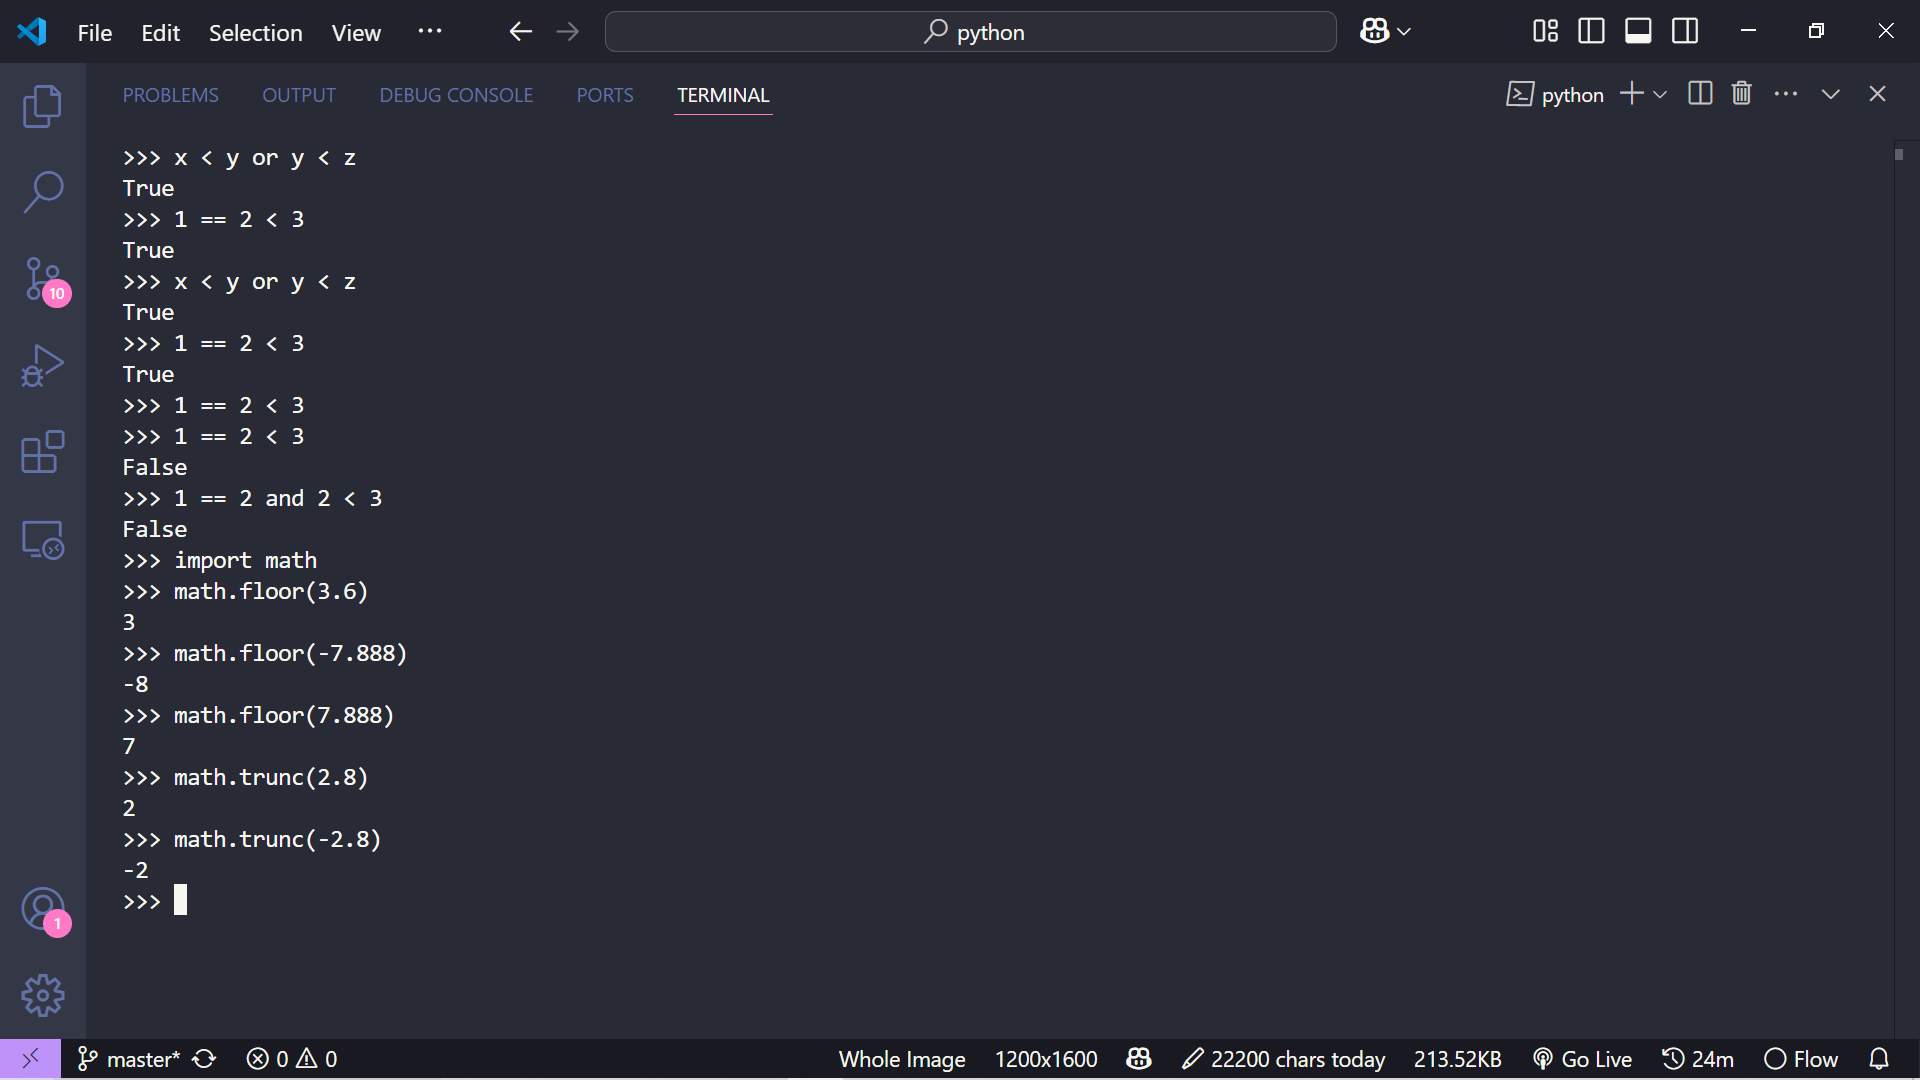 File Edit Selection View ··· python
PROBLEMS OUTPUT DEBUG CONSOLE PORTS TERMINAL python
>>> x < y or y < z
True
>>> 1 == 2 < 3
True
>>> x < y or y < z
True
>>> 1 == 2 < 3
True
>>> 1 == 2 < 3
>>> 1 == 2 < 3
False
>>> 1 == 2 and 2 < 3
False
>>> import math
>>> math.floor(3.6)
3
>>> math.floor(-7.888)
-8
>>> math.floor(7.888)
7
>>> math.trunc(2.8)
2
>>> math.trunc(-2.8)
-2
>>>
10
1
master* 0 0 Whole Image 1200x1600 22200 chars today 213.52KB Go Live 24m Flow